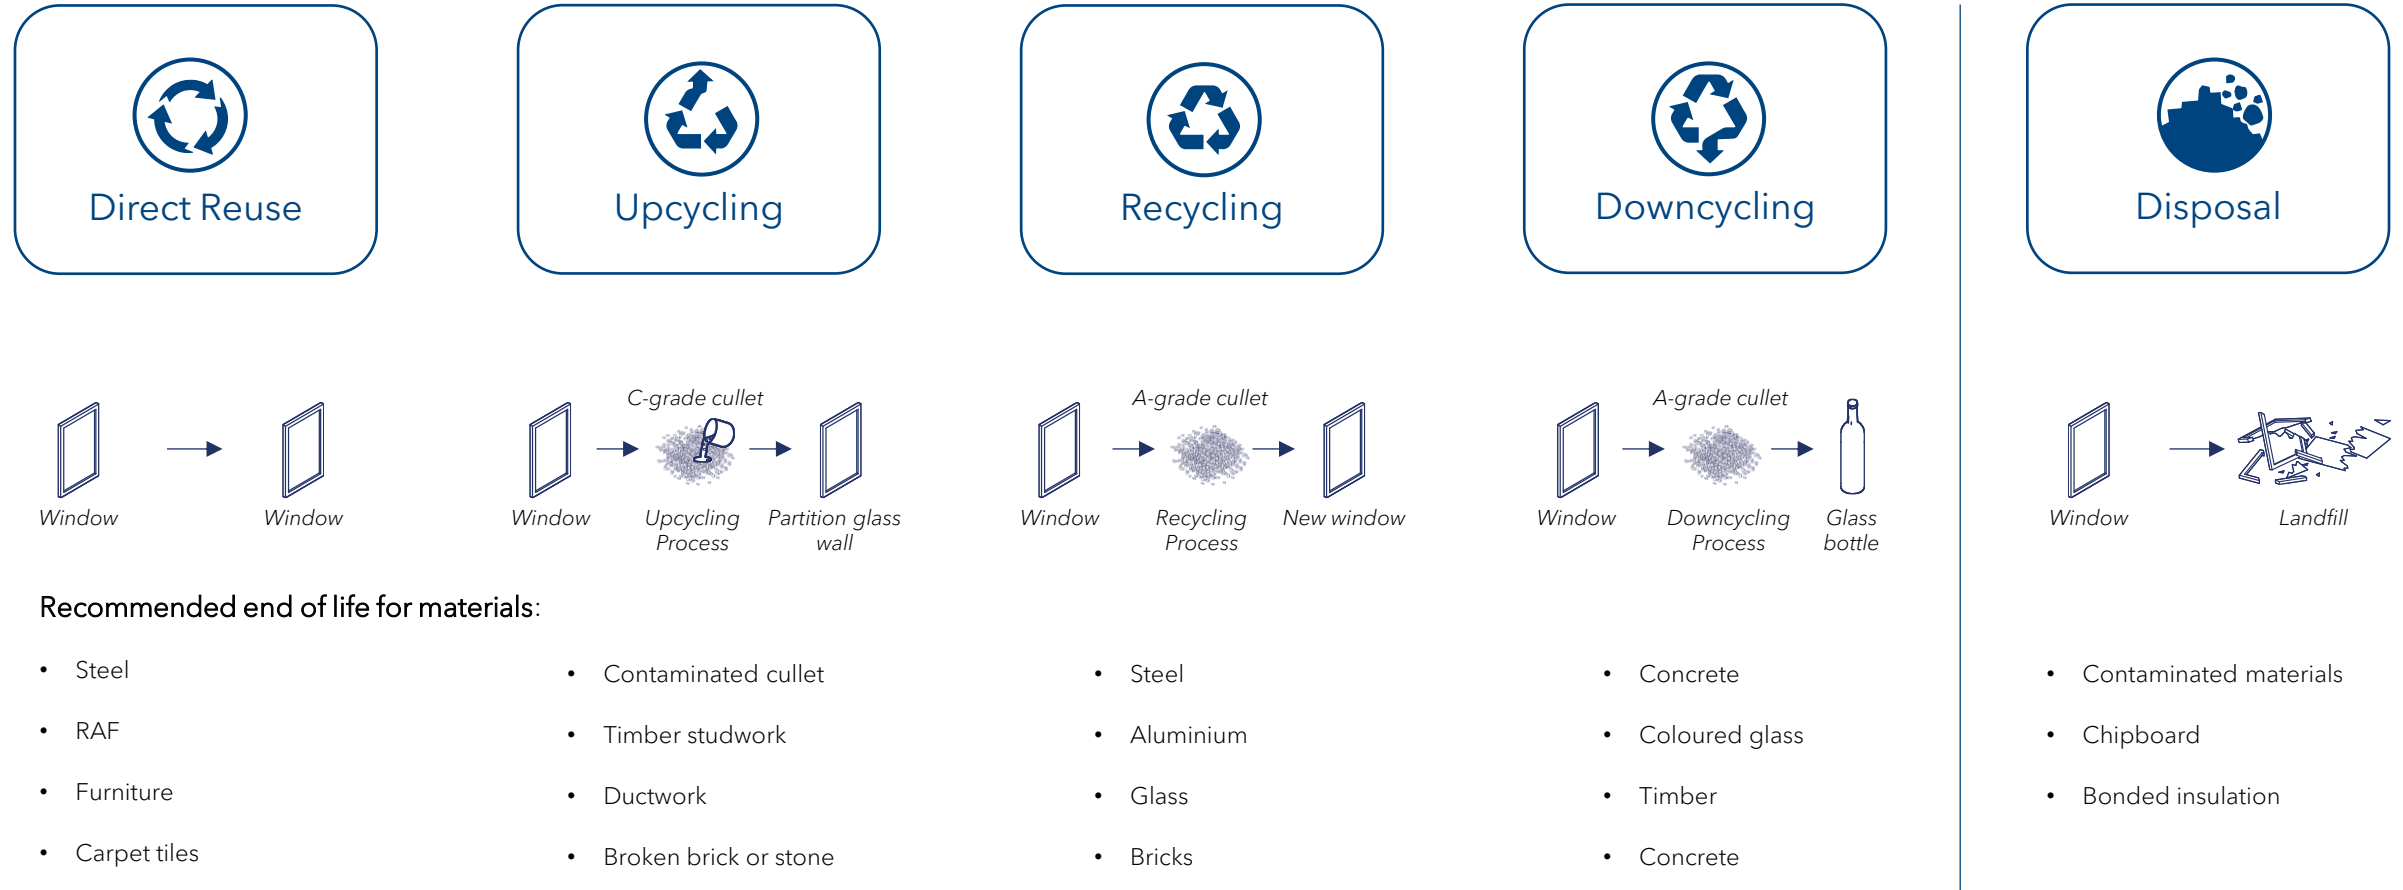 Direct Reuse
Upcycling
Recycling
Downcycling
Disposal
Window
Window
C-grade cullet
Window
Upcycling
Process
Partition glass
wall
A-grade cullet
Window
Recycling
Process
New window
A-grade cullet
Window
Downcycling
Process
Glass
bottle
Window
Landfill
Recommended end of life for materials:
• Steel
• RAF
• Furniture
• Carpet tiles
• Contaminated cullet
• Timber studwork
• Ductwork
• Broken brick or stone
• Steel
• Aluminium
• Glass
• Bricks
• Concrete
• Coloured glass
• Timber
• Concrete
• Contaminated materials
• Chipboard
• Bonded insulation